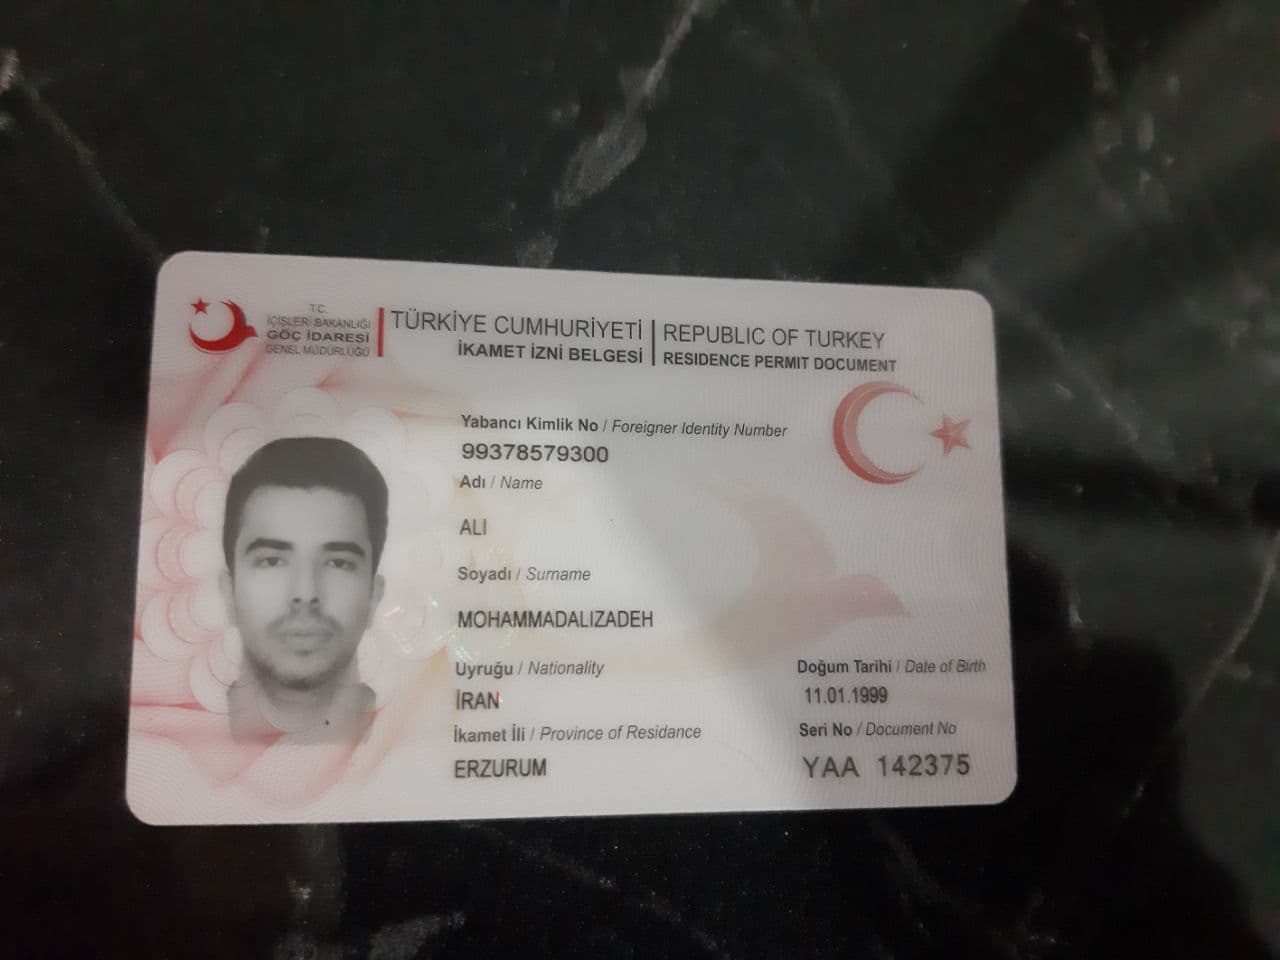 T.C.
İÇİŞLERİ BAKANLIĞI
GÖÇ İDARESİ
GENEL MÜDÜRLÜĞÜ
TÜRKİYE CUMHURİYETİ | REPUBLIC OF TURKEY
İKAMET İZNİ BELGESİ | RESIDENCE PERMIT DOCUMENT
Yabancı Kimlik No / Foreigner Identity Number
99378579300
Adı / Name
ALI
Soyadı / Surname
MOHAMMADALIZADEH
Uyruğu / Nationality
İRAN
Doğum Tarihi / Date of Birth
11.01.1999
İkamet İli / Province of Residance
ERZURUM
Seri No / Document No
YAA 142375